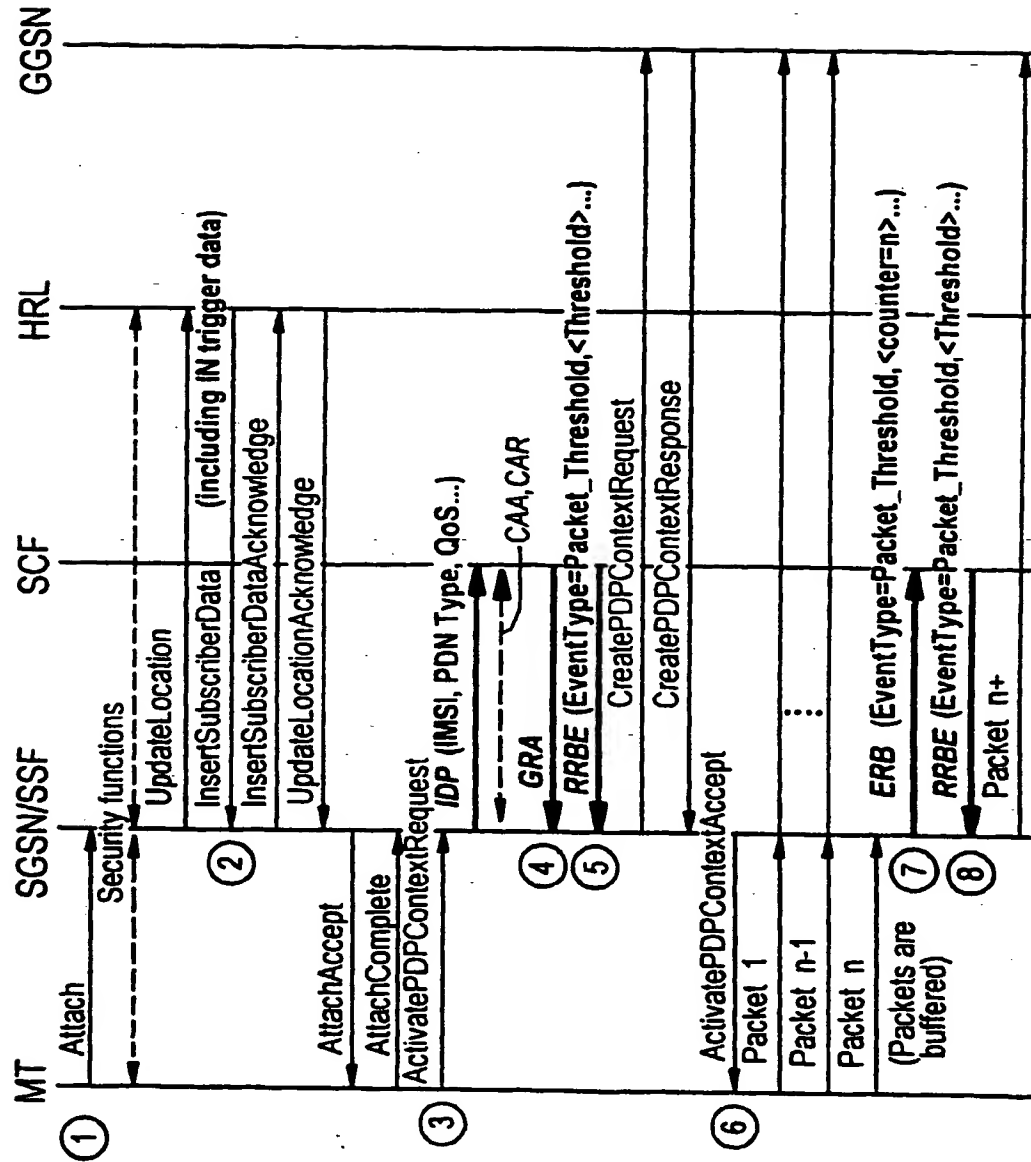 MT SGSN/SSF SCF HRL GGSN
1
Attach
Security functions
UpdateLocation
2
InsertSubscriberData (including IN trigger data)
InsertSubscriberDataAcknowledge
UpdateLocationAcknowledge
AttachAccept
AttachComplete
3
ActivatePDPContextRequest
IDP (IMSI, PDN Type, QoS...)
CAA, CAR
4
GRA
5
RRBE (EventType=Packet_Threshold,<Threshold>...)
CreatePDPContextRequest
CreatePDPContextResponse
6
ActivatePDPContextAccept
Packet 1
Packet n-1
Packet n
(Packets are
buffered)
7
ERB (EventType=Packet_Threshold,<counter=n>...)
8
RRBE (EventType=Packet_Threshold,<Threshold>...)
Packet n+